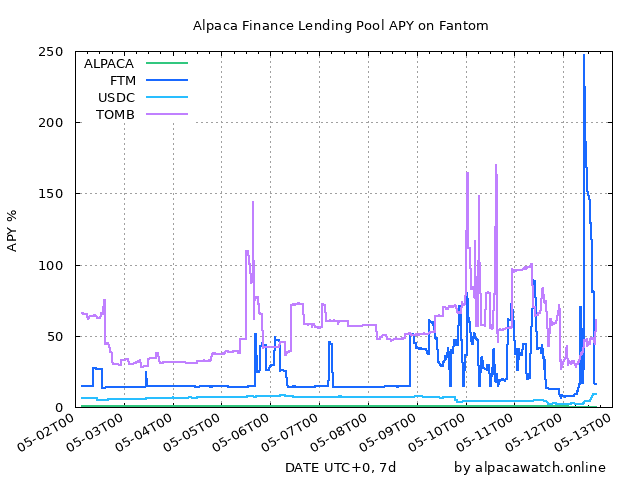 Alpaca Finance Lending Pool APY on Fantom
250
200
150
100
50
0
APY %
ALPACA
FTM
USDC
TOMB
05-02T00
05-03T00
05-04T00
05-05T00
05-06T00
05-07T00
05-08T00
05-09T00
05-10T00
05-11T00
05-12T00
05-13T00
DATE UTC+0, 7d
by alpacawatch.online